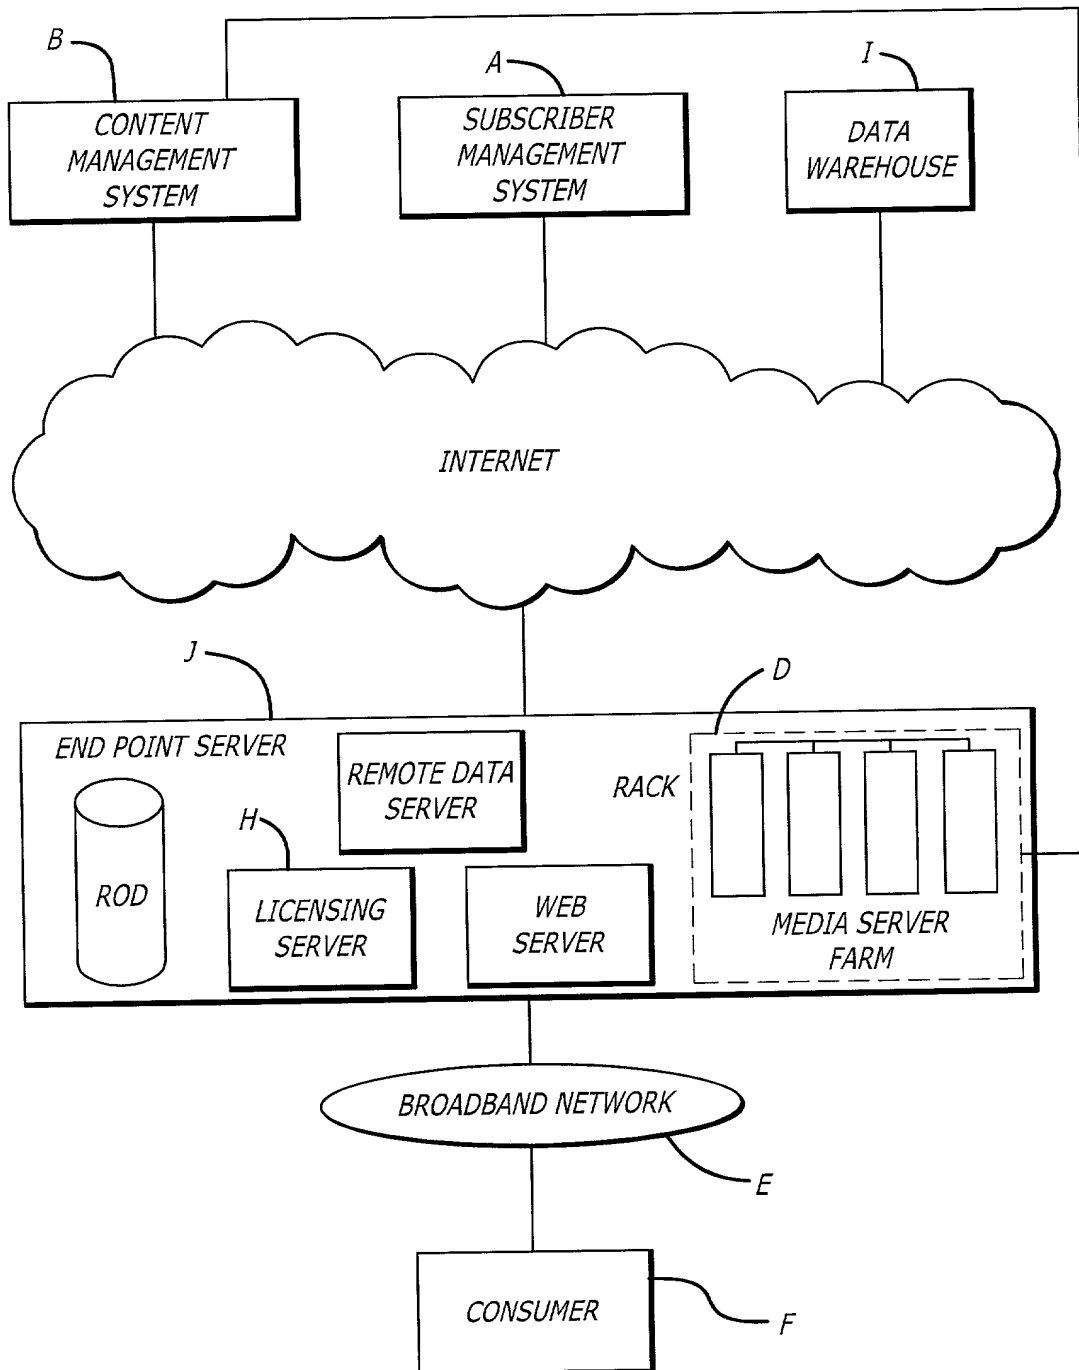 B
A
I
CONTENT
MANAGEMENT
SYSTEM
SUBSCRIBER
MANAGEMENT
SYSTEM
DATA
WAREHOUSE
INTERNET
J
D
END POINT SERVER
REMOTE DATA
SERVER
RACK
H
ROD
LICENSING
SERVER
WEB
SERVER
MEDIA SERVER
FARM
BROADBAND NETWORK
E
CONSUMER
F